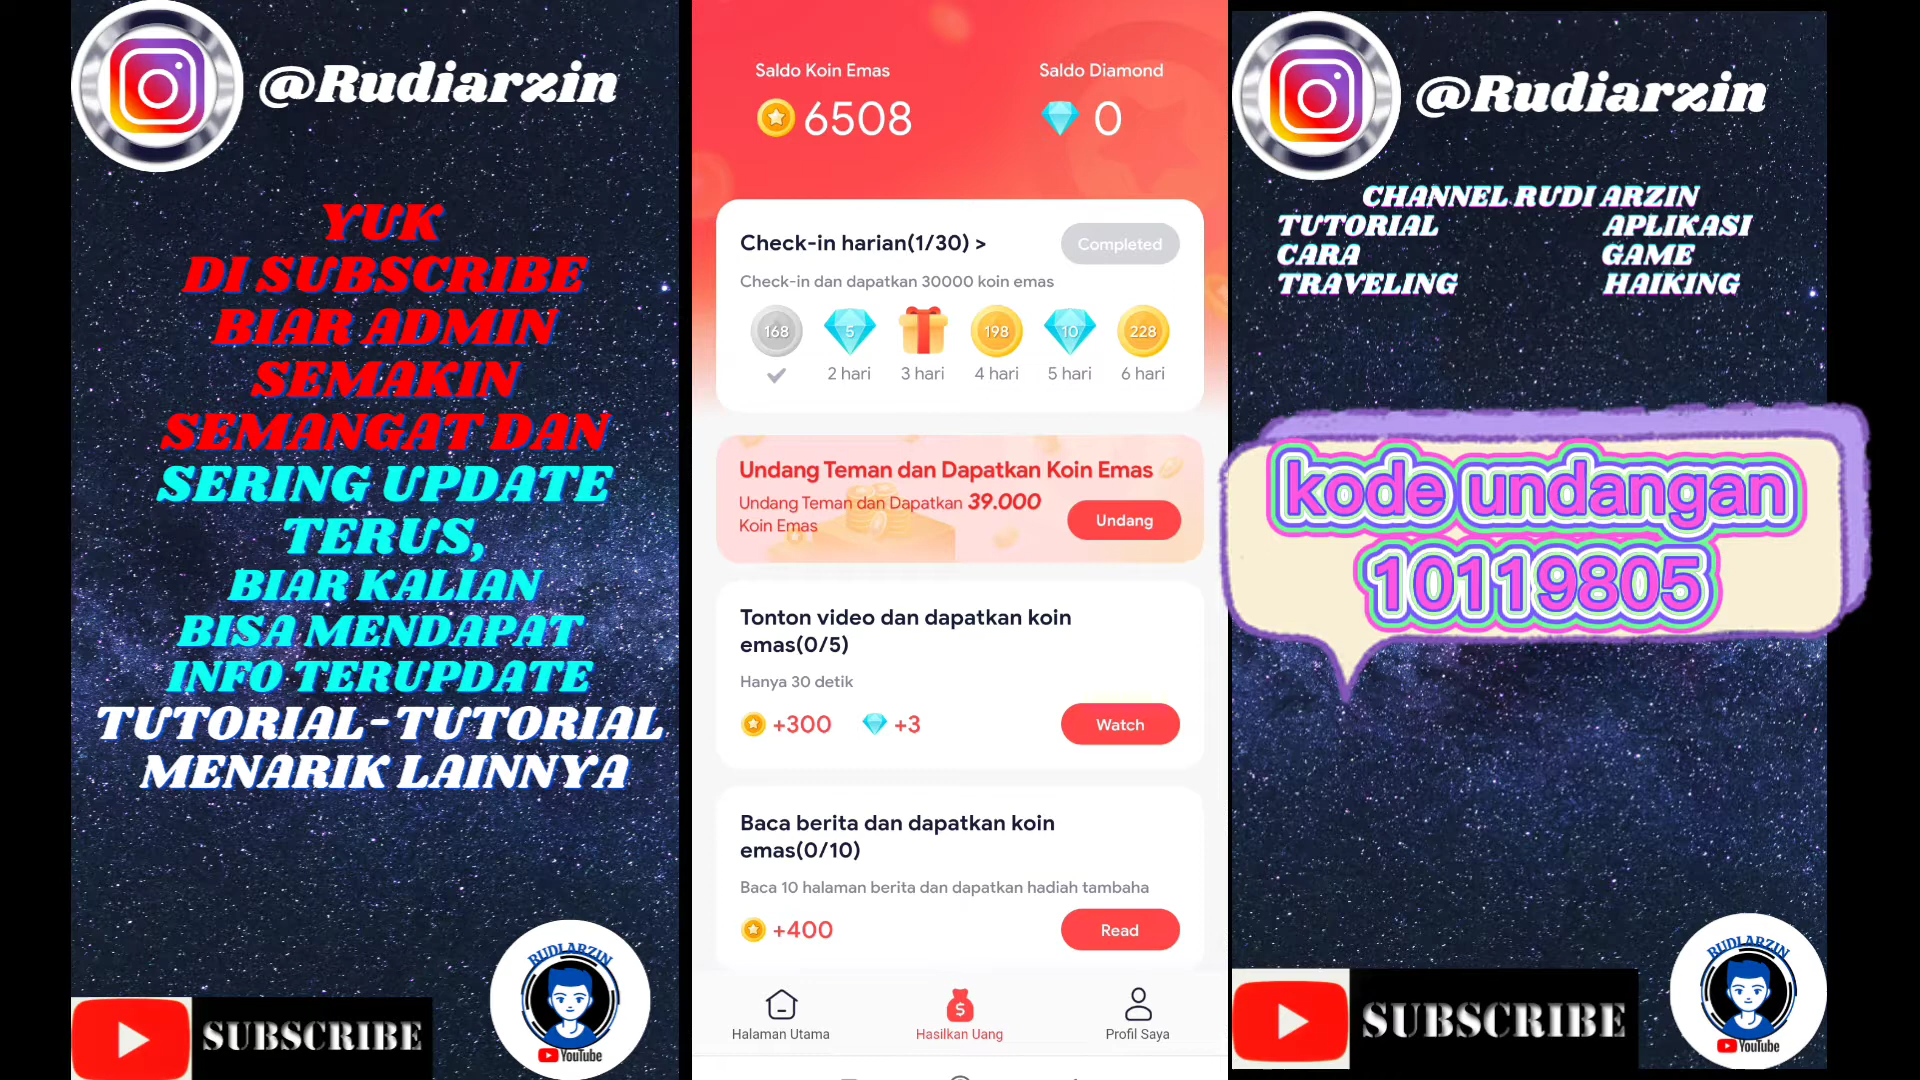 @Rudiarzin
YUK
DI SUBSCRIBE
BIAR ADMIN
SEMAKIN
SEMANGAT DAN
SERING UPDATE
TERUS,
BIAR KALIAN
BISA MENDAPAT
INFO TERUPDATE
TUTORIAL-TUTORIAL
MENARIK LAINNYA
SUBSCRIBE
RUDI ARZIN
YouTube
Saldo Koin Emas
Saldo Diamond
6508
0
Check-in harian(1/30) >
Completed
Check-in dan dapatkan 30000 koin emas
168
5
198
10
228
2 hari
3 hari
4 hari
5 hari
6 hari
Undang Teman dan Dapatkan Koin Emas
Undang Teman dan Dapatkan 39.000
Koin Emas
Undang
Tonton video dan dapatkan koin
emas(0/5)
Hanya 30 detik
+300
+3
Watch
Baca berita dan dapatkan koin
emas(0/10)
Baca 10 halaman berita dan dapatkan hadiah tambaha
+400
Read
Halaman Utama
Hasilkan Uang
Profil Saya
@Rudiarzin
CHANNEL RUDI ARZIN
TUTORIAL APLIKASI
CARA GAME
TRAVELING HAIKING
kode undangan
10119805
SUBSCRIBE
RUDI ARZIN
YouTube